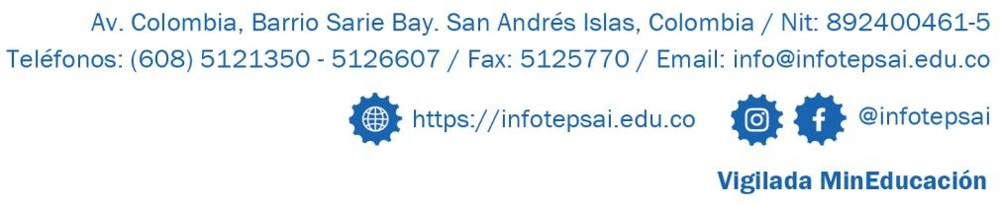 Av. Colombia, Barrio Sarie Bay. San Andrés Islas, Colombia / Nit: 892400461-5
Teléfonos: (608) 5121350 - 5126607 / Fax: 5125770 / Email: info@infotepsai.edu.co
https://infotepsai.edu.co @infotepsai
Vigilada MinEducación